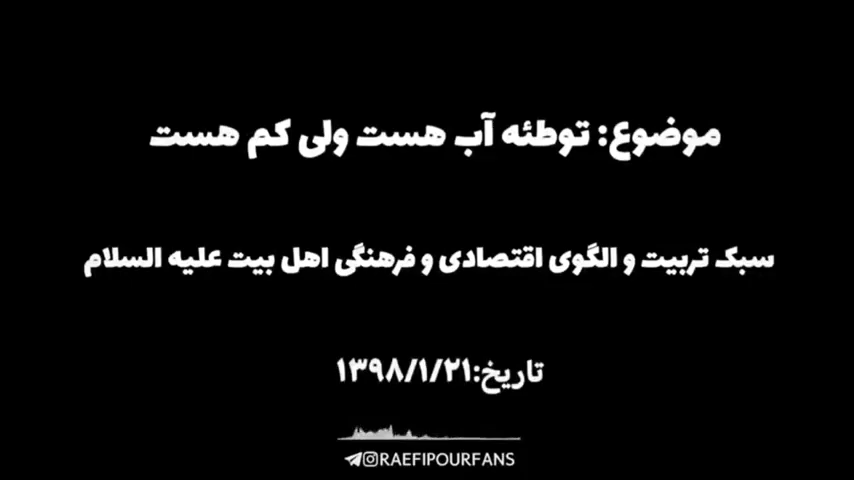 موضوع: توطئه آب هست ولی کم هست
سبک تربیت و الگوی اقتصادی و فرهنگی اهل بیت علیه السلام
تاریخ:۱۳۹۸/۱/۲۱
RAEFIPOURFANS